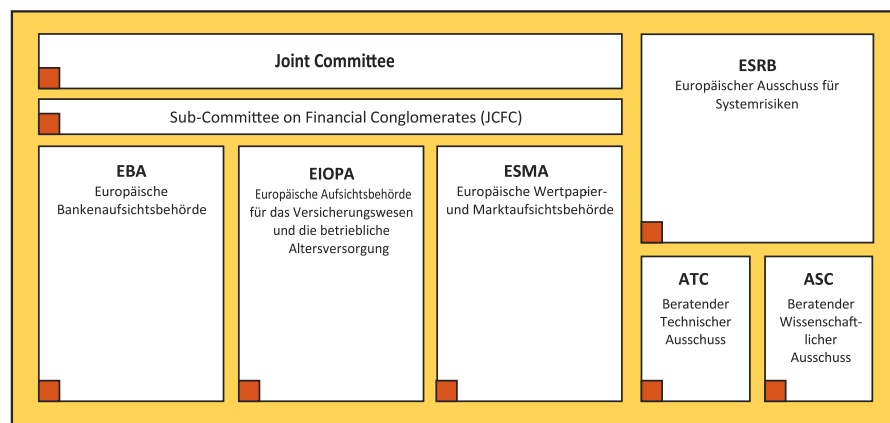 Joint Committee
Sub-Committee on Financial Conglomerates (JCFC)
EBA
Europäische
Bankenaufsichtsbehörde
EIOPA
Europäische Aufsichtsbehörde
für das Versicherungswesen
und die betriebliche
Altersversorgung
ESMA
Europäische Wertpapier-
und Marktaufsichtsbehörde
ESRB
Europäischer Ausschuss für
Systemrisiken
ATC
Beratender
Technischer
Ausschuss
ASC
Beratender
Wissenschaft-
licher
Ausschuss